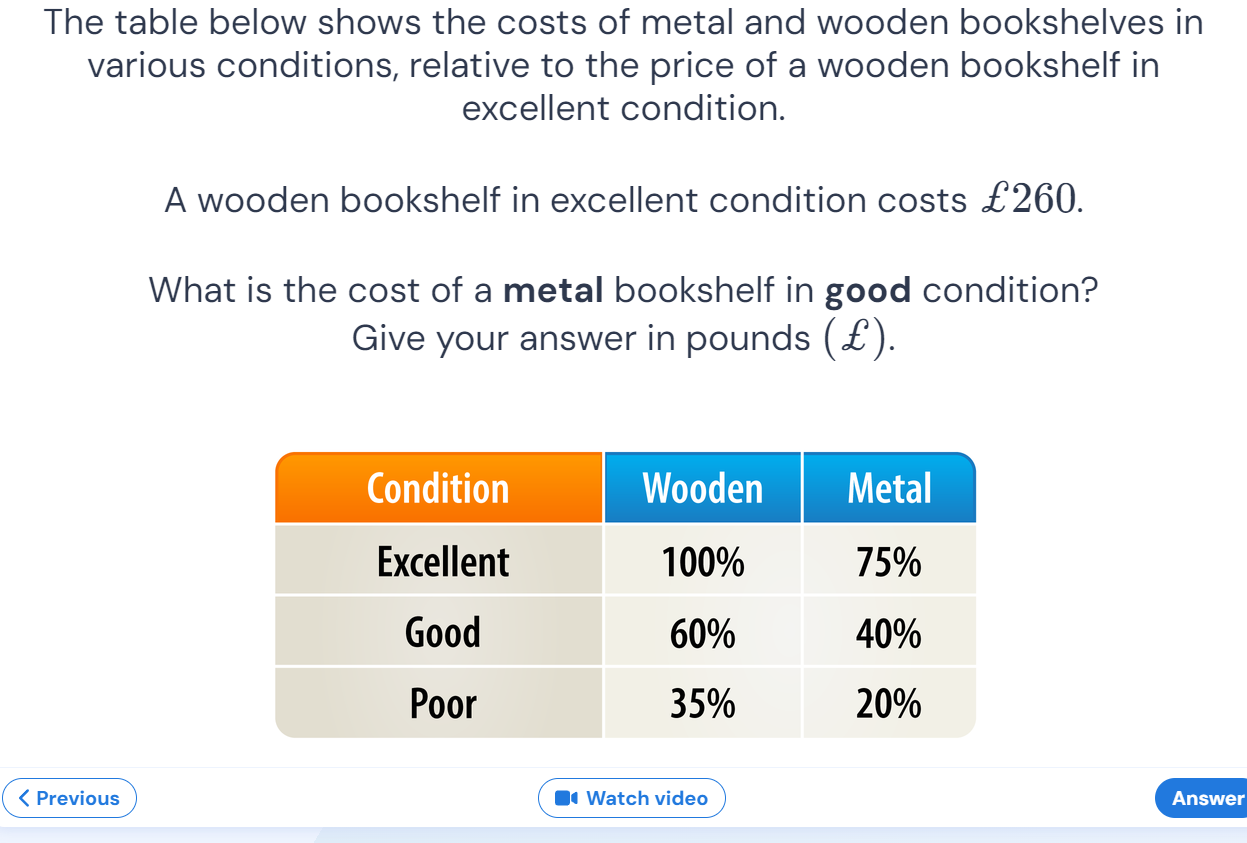 The table below shows the costs of metal and wooden bookshelves in
various conditions, relative to the price of a wooden bookshelf in
excellent condition.
A wooden bookshelf in excellent condition costs £260.
What is the cost of a metal bookshelf in good condition?
Give your answer in pounds (£).
Condition Wooden Metal
Excellent 100% 75%
Good 60% 40%
Poor 35% 20%
Previous Watch video Answer